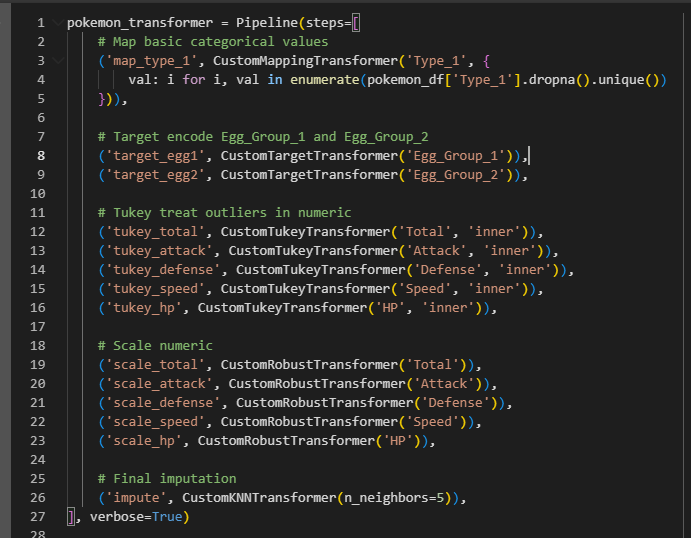 1 pokemon_transformer = Pipeline(steps=[
2 # Map basic categorical values
3 ('map_type_1', CustomMappingTransformer('Type_1', {
4 val: i for i, val in enumerate(pokemon_df['Type_1'].dropna().unique())
5 })),
6
7 # Target encode Egg_Group_1 and Egg_Group_2
8 ('target_egg1', CustomTargetTransformer('Egg_Group_1')),
9 ('target_egg2', CustomTargetTransformer('Egg_Group_2')),
10
11 # Tukey treat outliers in numeric
12 ('tukey_total', CustomTukeyTransformer('Total', 'inner')),
13 ('tukey_attack', CustomTukeyTransformer('Attack', 'inner')),
14 ('tukey_defense', CustomTukeyTransformer('Defense', 'inner')),
15 ('tukey_speed', CustomTukeyTransformer('Speed', 'inner')),
16 ('tukey_hp', CustomTukeyTransformer('HP', 'inner')),
17
18 # Scale numeric
19 ('scale_total', CustomRobustTransformer('Total')),
20 ('scale_attack', CustomRobustTransformer('Attack')),
21 ('scale_defense', CustomRobustTransformer('Defense')),
22 ('scale_speed', CustomRobustTransformer('Speed')),
23 ('scale_hp', CustomRobustTransformer('HP')),
24
25 # Final imputation
26 ('impute', CustomKNNTransformer(n_neighbors=5)),
27 ], verbose=True)
28